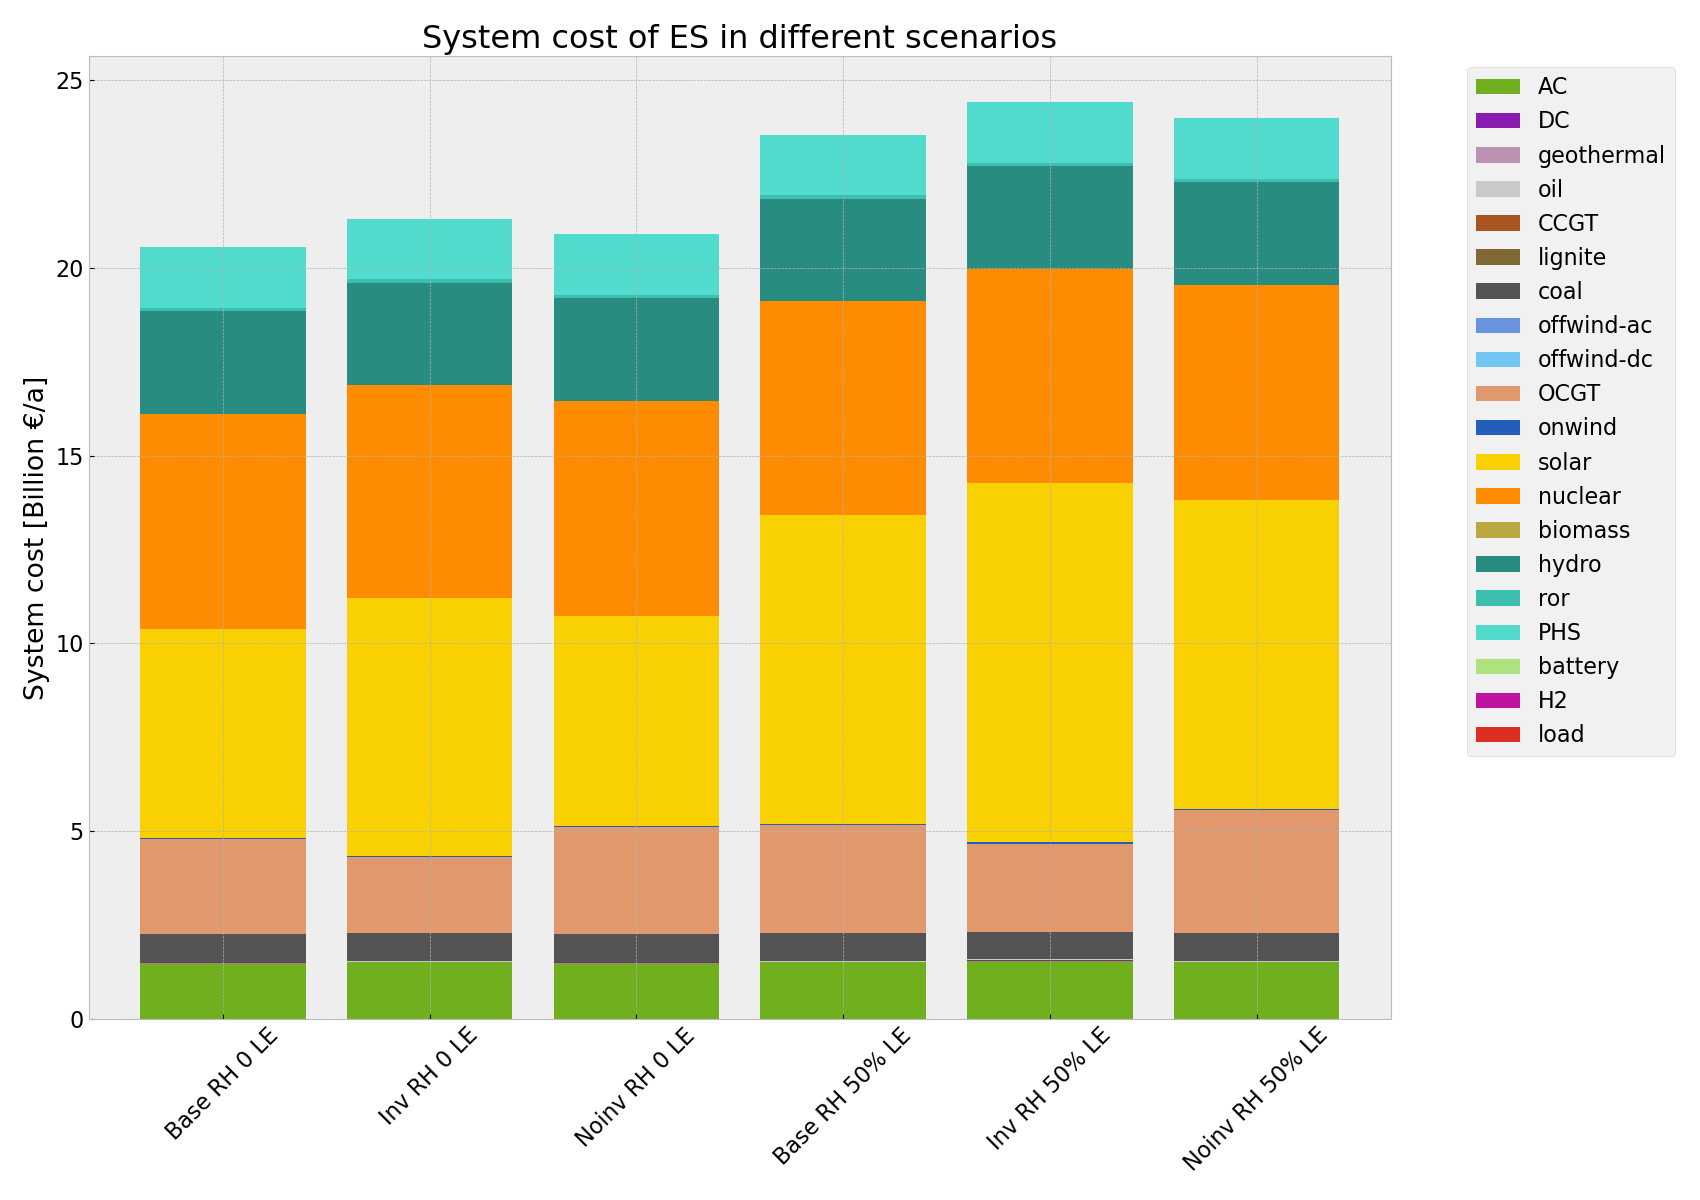 System cost of ES in different scenarios
System cost [Billion €/a]
25
20
15
10
5
0
Base RH 0 LE
Inv RH 0 LE
Noinv RH 0 LE
Base RH 50% LE
Inv RH 50% LE
Noinv RH 50% LE
AC
DC
geothermal
oil
CCGT
lignite
coal
offwind-ac
offwind-dc
OCGT
onwind
solar
nuclear
biomass
hydro
ror
PHS
battery
H2
load